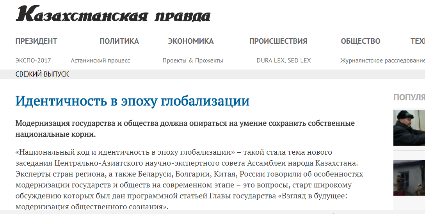 Казахстанская правда
ПРЕЗИДЕНТ ПОЛИТИКА ЭКОНОМИКА ПРОИСШЕСТВИЯ ОБЩЕСТВО ТЕХ
ЭКСПО-2017 Астанинский процесс Проекты & Прожекты DURA LEX, SED LEX Журналистское расследование
СВЕЖИЙ ВЫПУСК
Идентичность в эпоху глобализации
ПОПУЛЯ
Модернизация государства и общества должна опираться на умение сохранить собственные
национальные корни.
«Национальный код и идентичность в эпоху глобализации» – такой стала тема нового
заседания Центрально-Азиатского научно-экспертного совета Ассамблеи народа Казахстана.
Эксперты стран региона, а также Беларуси, Болгарии, Китая, России говорили об особенностях
модернизации государств и обществ на современном этапе – это вопросы, старт широкому
обсуждению которых был дан программной статьей Главы государства «Взгляд в будущее:
модернизация общественного сознания».